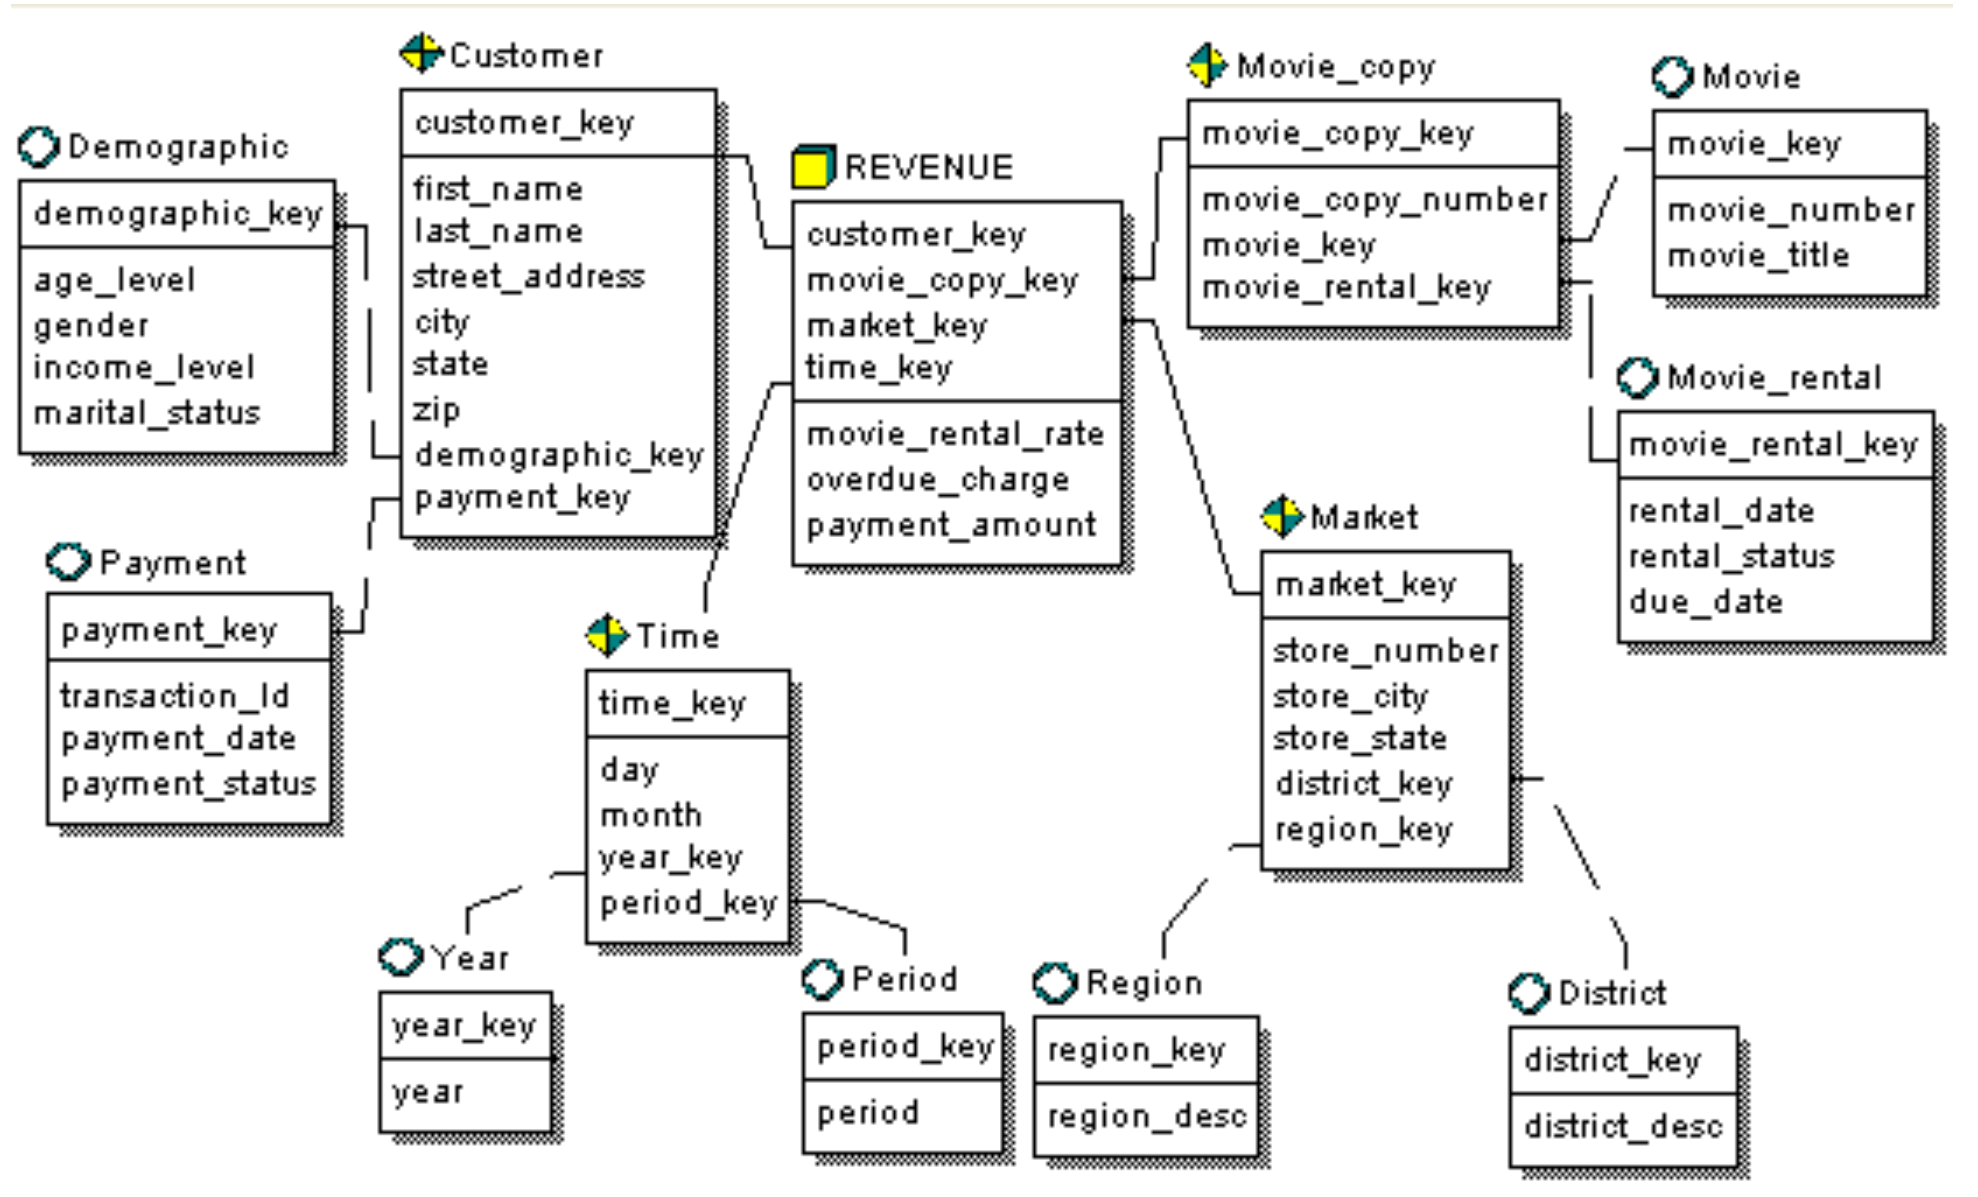 Customer
customer_key
first_name
last_name
street_address
city
state
zip
demographic_key
payment_key
Demographic
demographic_key
age_level
gender
income_level
marital_status
Payment
payment_key
transaction_Id
payment_date
payment_status
REVENUE
customer_key
movie_copy_key
market_key
time_key
movie_rental_rate
overdue_charge
payment_amount
Movie_copy
movie_copy_key
movie_copy_number
movie_key
movie_rental_key
Movie
movie_key
movie_number
movie_title
Movie_rental
movie_rental_key
rental_date
rental_status
due_date
Market
market_key
store_number
store_city
store_state
district_key
region_key
Time
time_key
day
month
year_key
period_key
Year
year_key
year
Period
period_key
period
Region
region_key
region_desc
District
district_key
district_desc